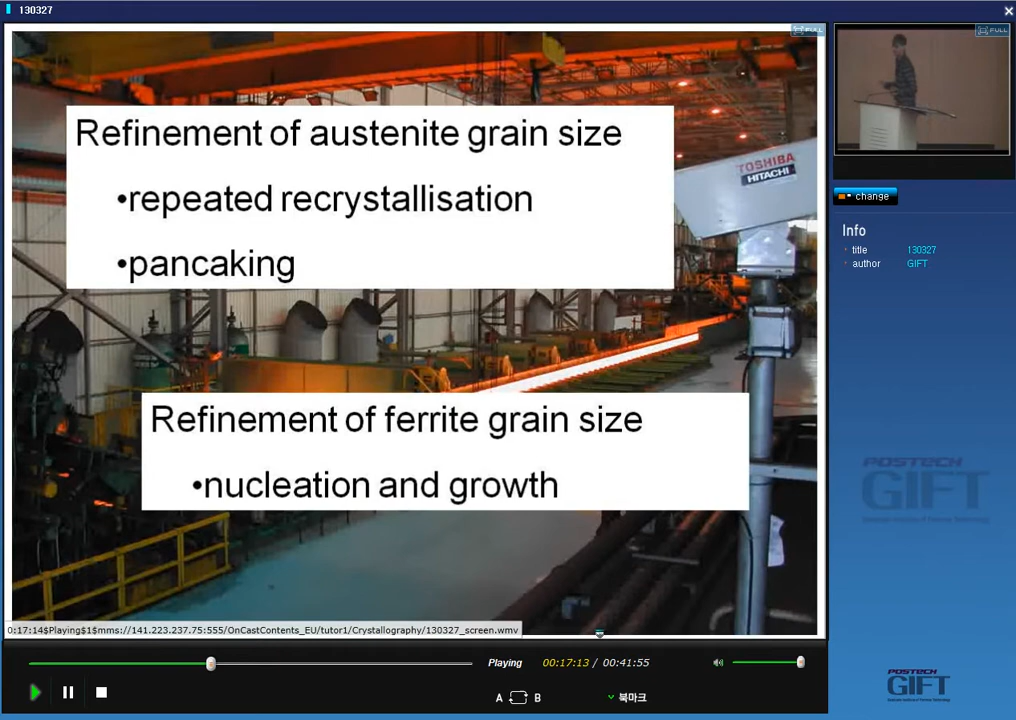 130327
FULL
FULL
Refinement of austenite grain size
•repeated recrystallisation
•pancaking
TOSHIBA
HITACHI
Refinement of ferrite grain size
•nucleation and growth
change
Info
title 130327
author GIFT
POSTECH
GIFT
0:17:14$Playing$1$mms://141.223.237.75:555/OnCastContents_EU/tutor1/Crystallography/130327_screen.wmv
Playing 00:17:13 / 00:41:55
A B 북마크
POSTECH
GIFT